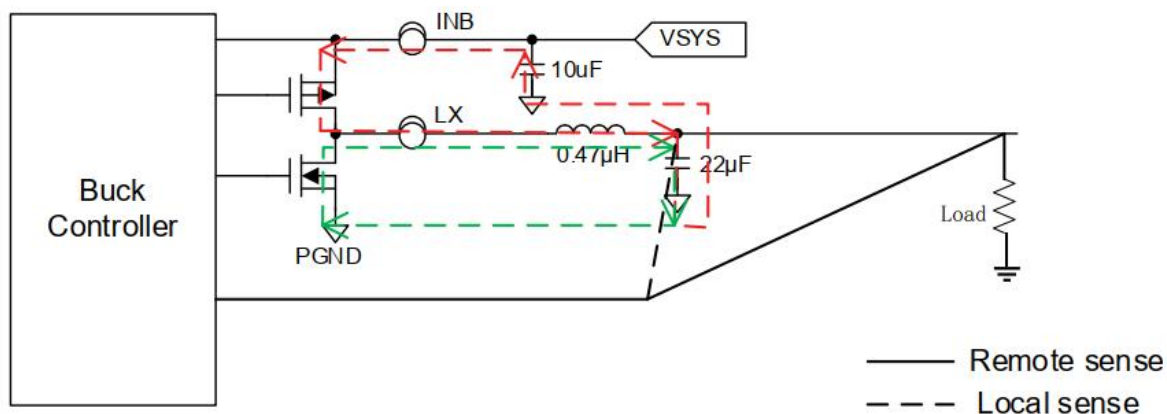 INB
VSYS
10uF
LX
0.47μH
22μF
Buck
Controller
Load
PGND
Remote sense
Local sense